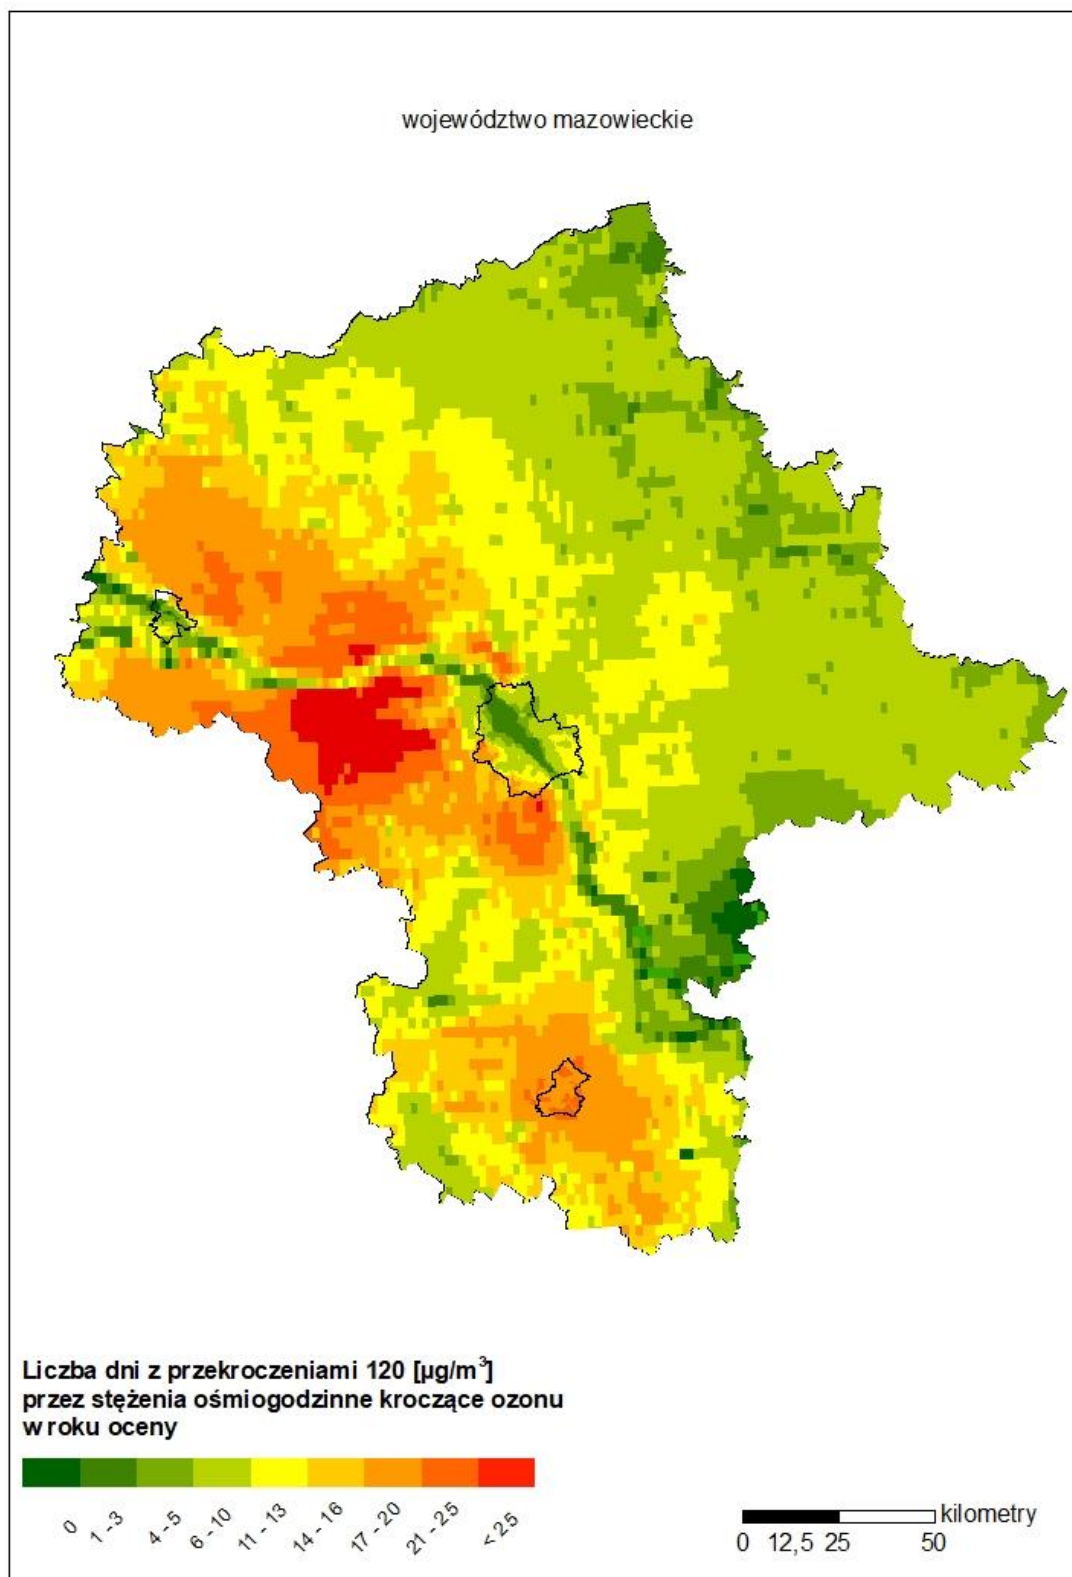 województwo mazowieckie
Liczba dni z przekroczeniami 120 [µg/m³]
przez stężenia ośmiogodzinne kroczące ozonu
w roku oceny
0
1 - 3
4 - 5
6 - 10
11 - 13
14 - 16
17 - 20
21 - 25
< 25
kilometry
0 12,5 25 50